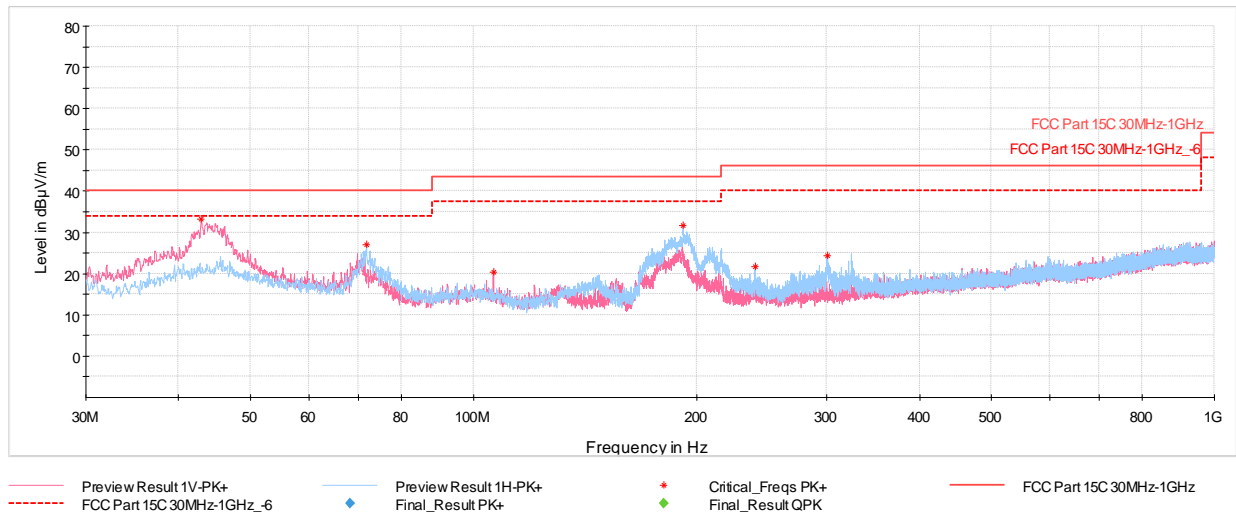 80
70
60
50
40
30
20
10
0
Level in dBµV/m
FCC Part 15C 30MHz-1GHz
FCC Part 15C 30MHz-1GHz_-6
30M 50 60 80 100M 200 300 400 500 800 1G
Frequency in Hz
Preview Result 1V-PK+ Preview Result 1H-PK+ Critical_Freqs PK+ FCC Part 15C 30MHz-1GHz
FCC Part 15C 30MHz-1GHz_-6 Final_Result PK+ Final_Result QPK